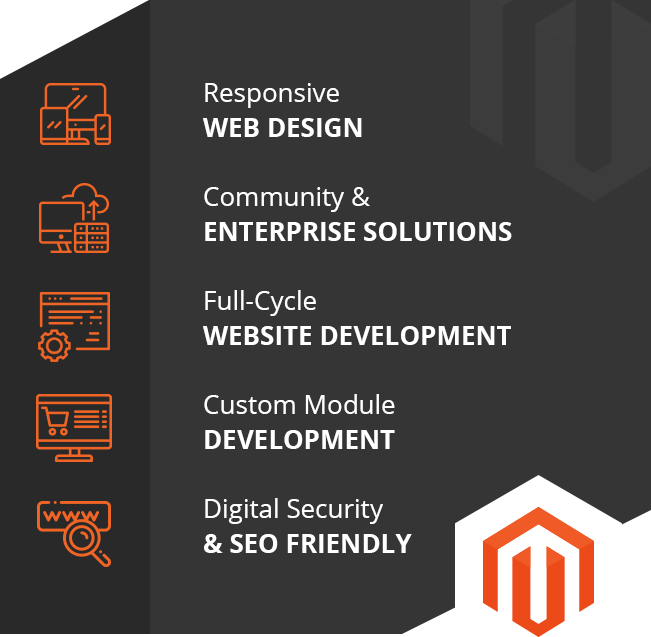 Responsive
WEB DESIGN
Community &
ENTERPRISE SOLUTIONS
Full-Cycle
WEBSITE DEVELOPMENT
Custom Module
DEVELOPMENT
www
Digital Security
& SEO FRIENDLY